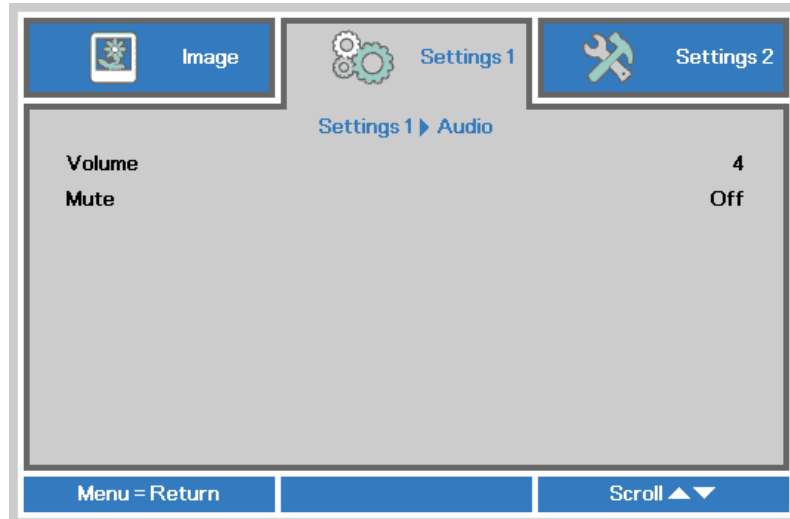 Image Settings 1 Settings 2
Settings 1 ▶ Audio
Volume 4
Mute Off
Menu = Return Scroll ▲▼